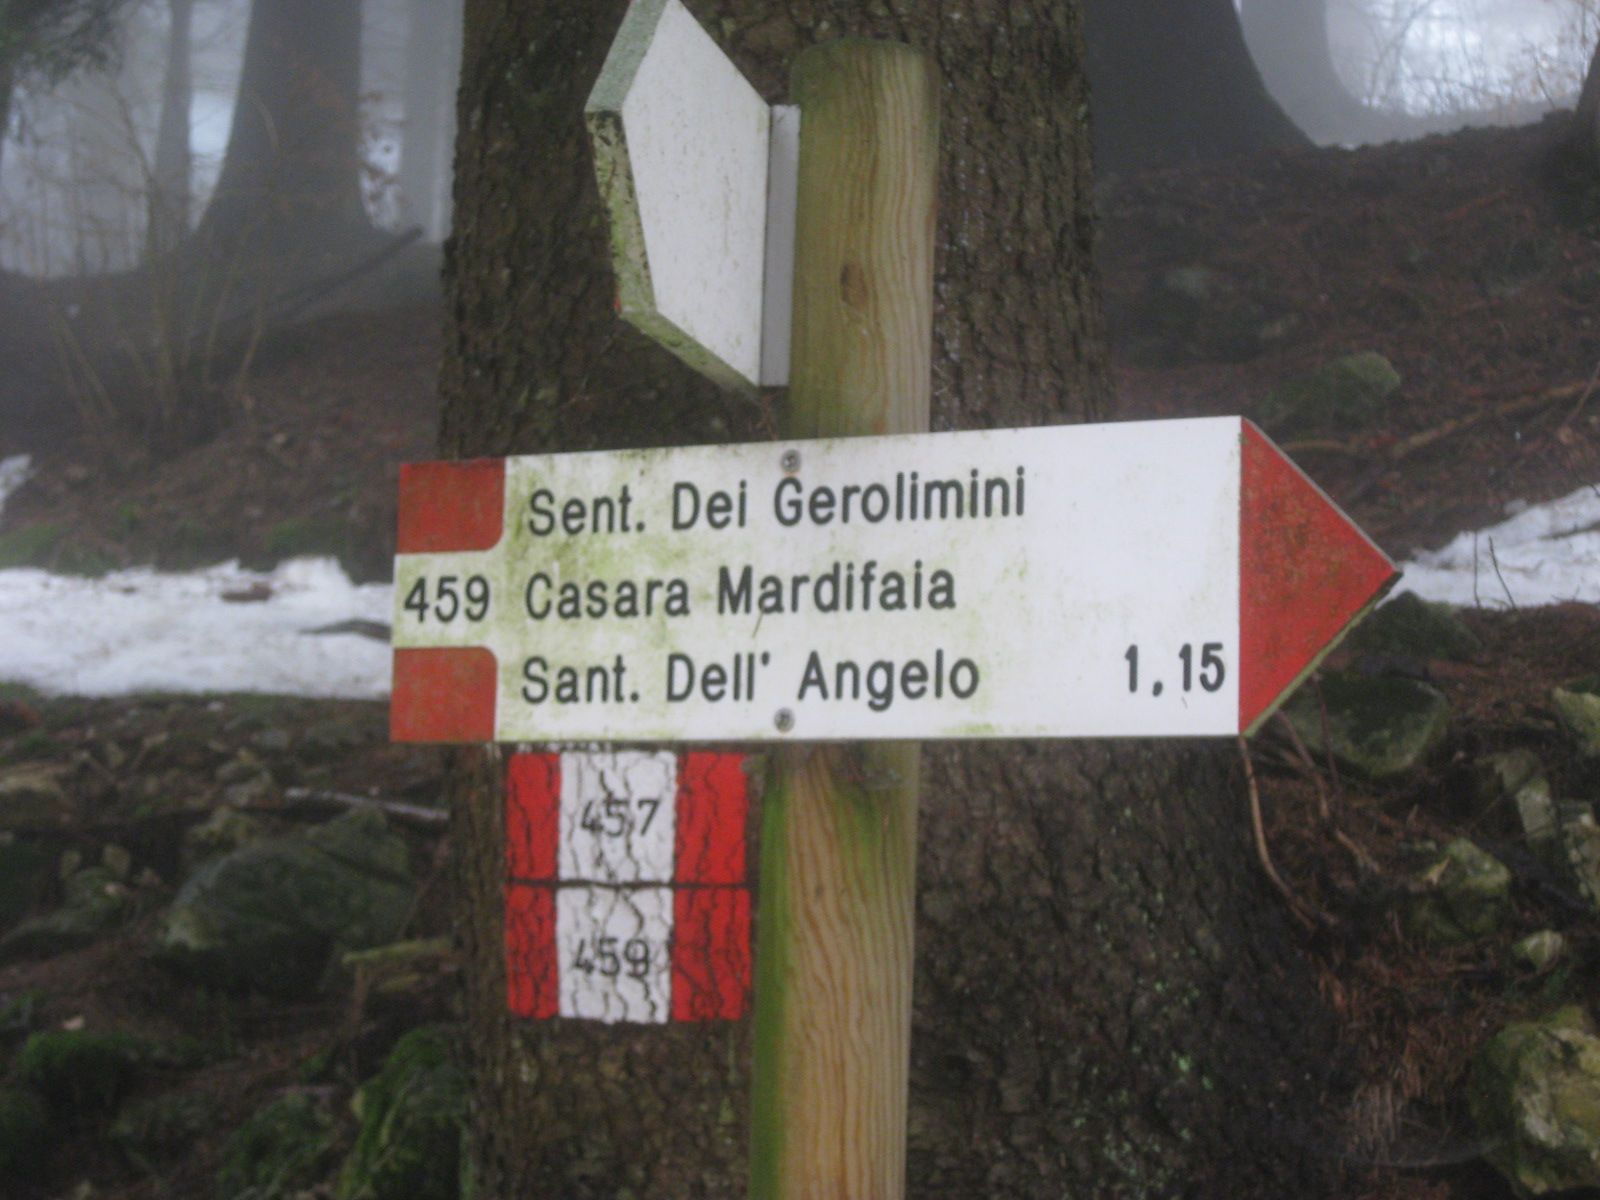 Sent. Dei Gerolimini
459 Casara Mardifaia
Sant. Dell' Angelo 1,15
457
459